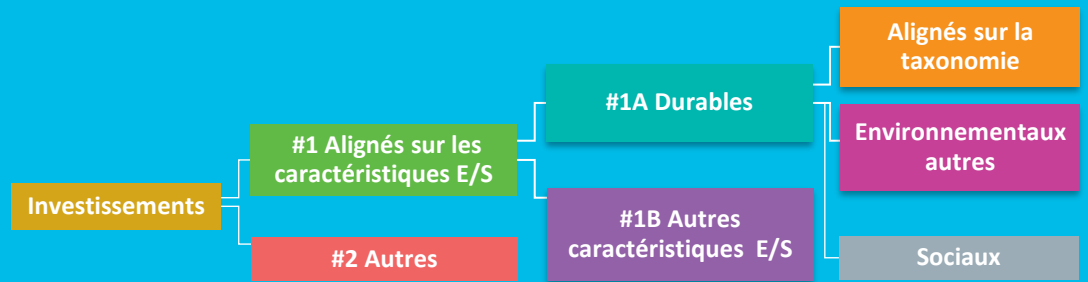 Investissements
#1 Alignés sur les
caractéristiques E/S
#2 Autres
#1A Durables
#1B Autres
caractéristiques E/S
Alignés sur la
taxonomie
Environnementaux
autres
Sociaux